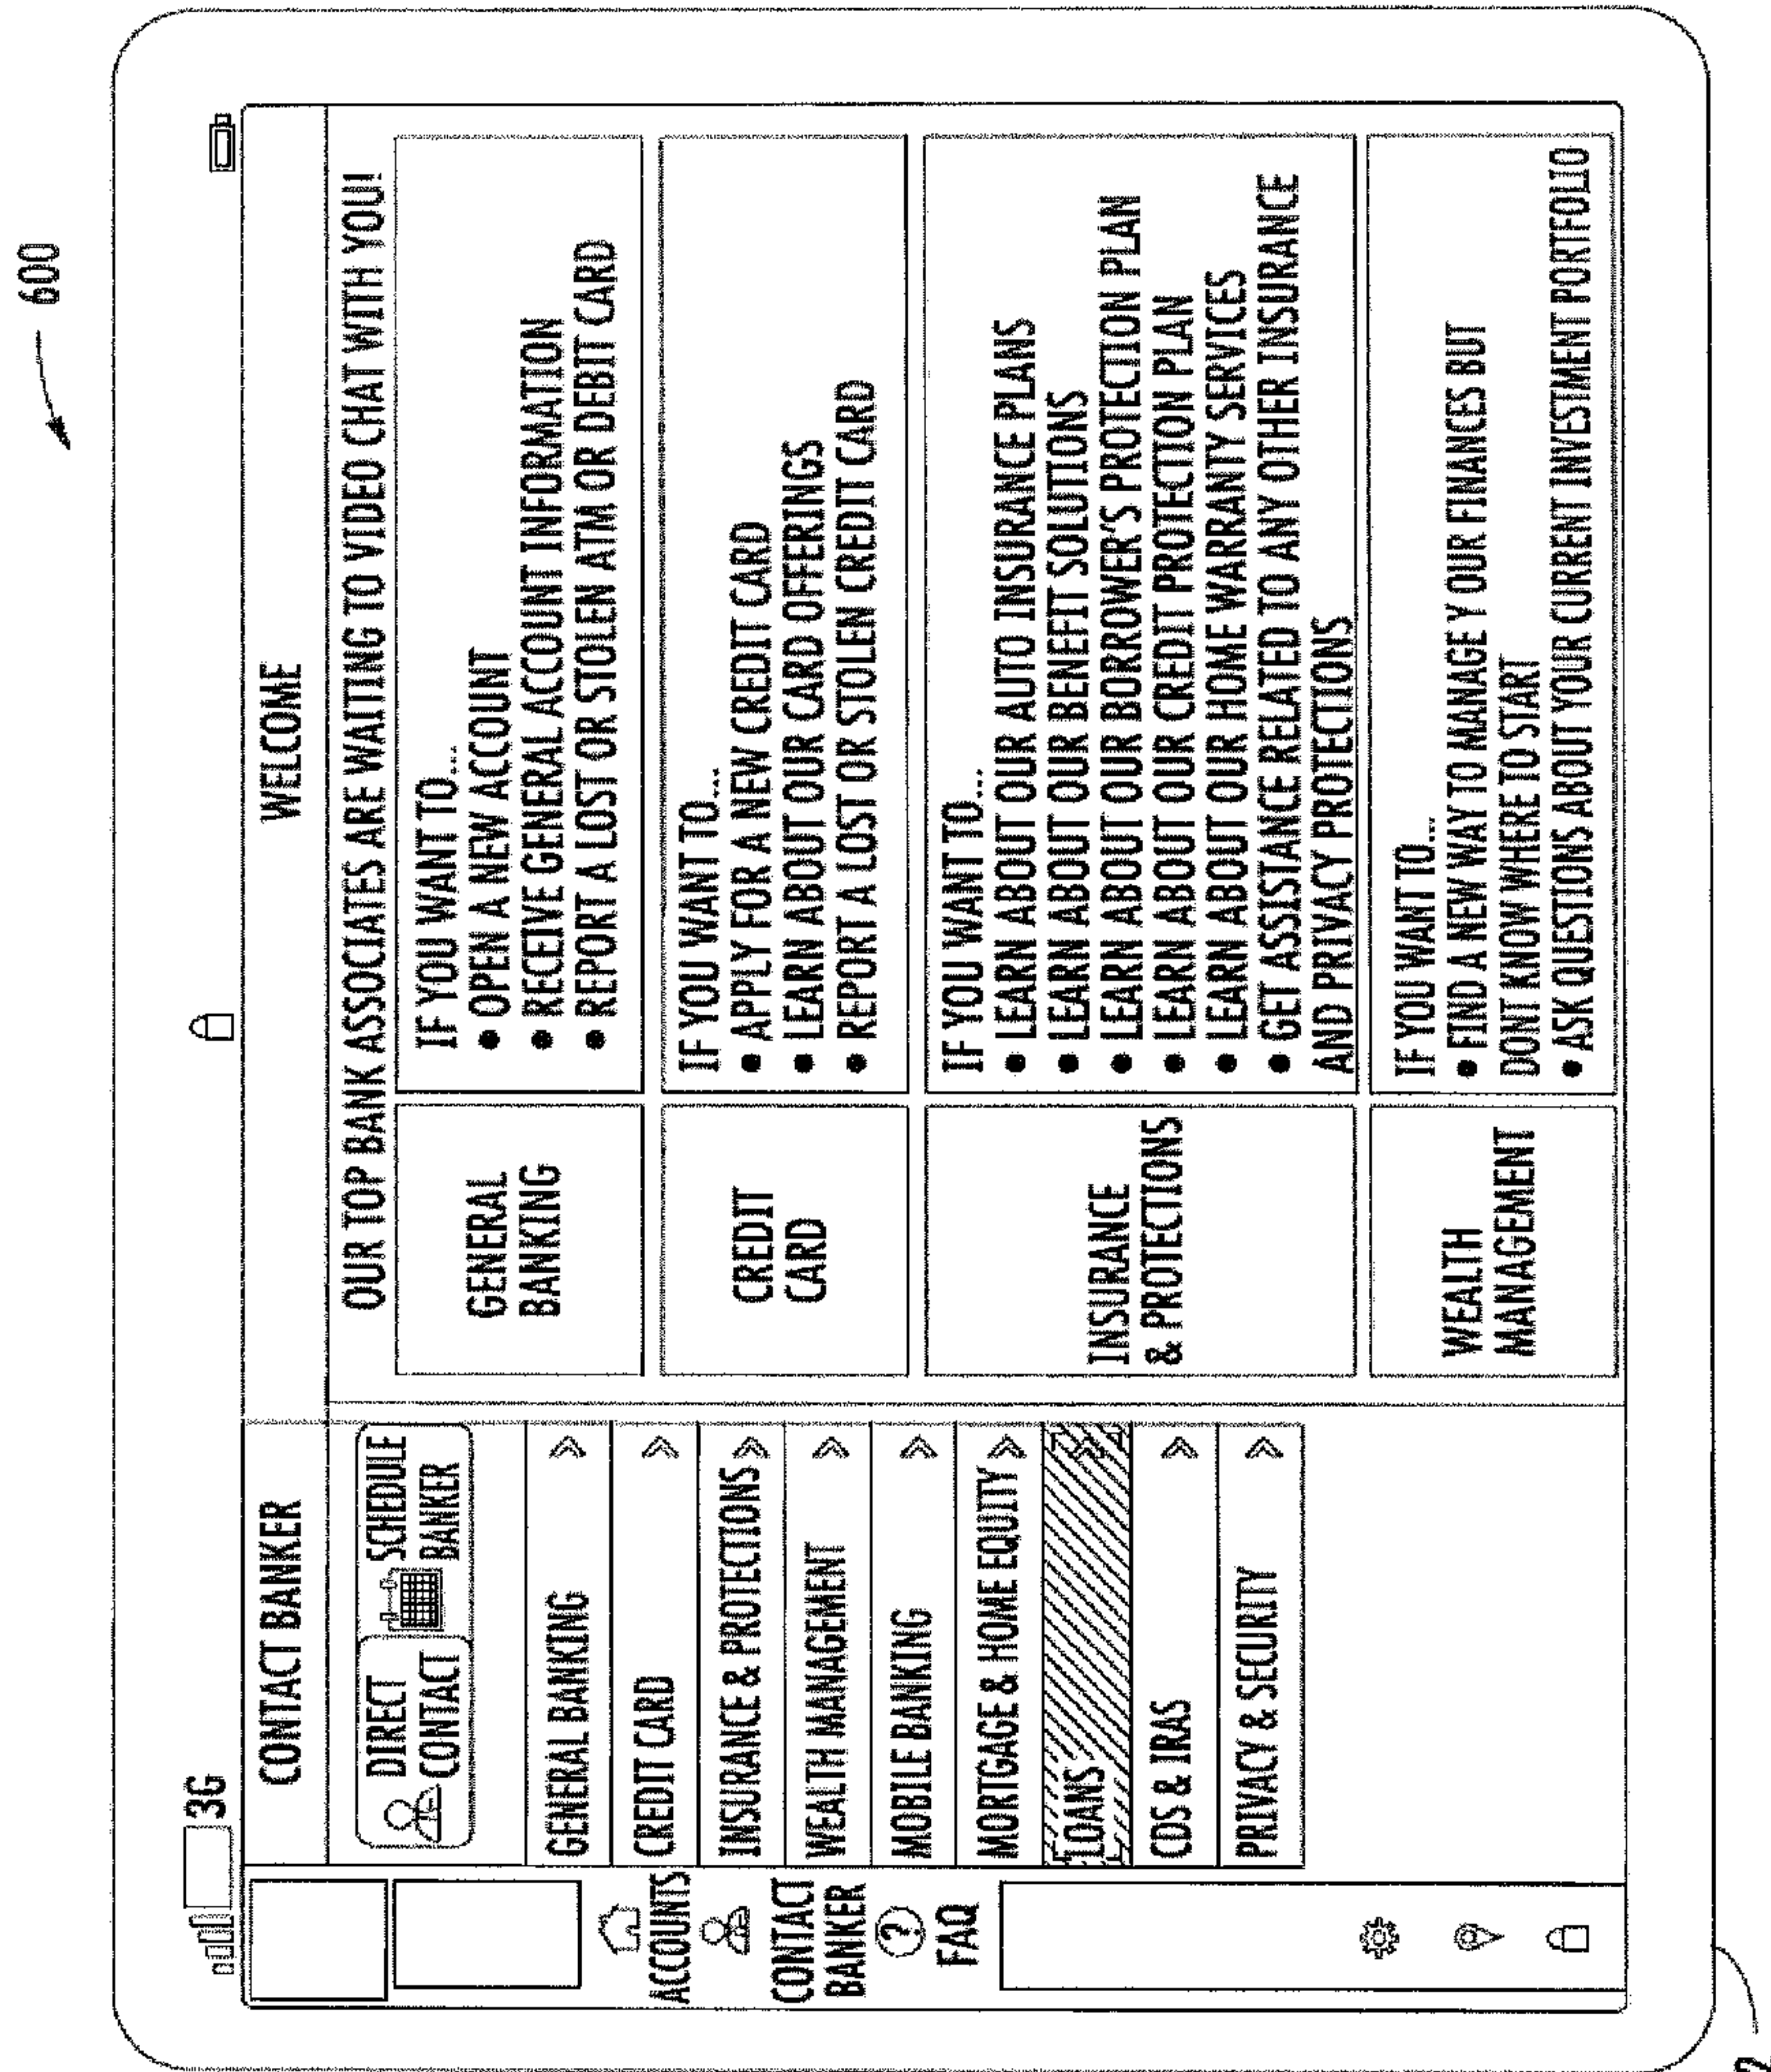 600
3G
CONTACT BANKER
WELCOME
DIRECT
CONTACT
SCHEDULE
BANKER
ACCOUNTS
CONTACT
BANKER
?
FAQ
GENERAL BANKING
CREDIT CARD
INSURANCE & PROTECTIONS
WEALTH MANAGEMENT
MOBILE BANKING
MORTGAGE & HOME EQUITY
LOANS
CDS & IRAS
PRIVACY & SECURITY
OUR TOP BANK ASSOCIATES ARE WAITING TO VIDEO CHAT WITH YOU!
GENERAL
BANKING
IF YOU WANT TO...
• OPEN A NEW ACCOUNT
• RECEIVE GENERAL ACCOUNT INFORMATION
• REPORT A LOST OR STOLEN ATM OR DEBIT CARD
CREDIT
CARD
IF YOU WANT TO...
• APPLY FOR A NEW CREDIT CARD
• LEARN ABOUT OUR CARD OFFERINGS
• REPORT A LOST OR STOLEN CREDIT CARD
INSURANCE
& PROTECTIONS
IF YOU WANT TO...
• LEARN ABOUT OUR AUTO INSURANCE PLANS
• LEARN ABOUT OUR BENEFIT SOLUTIONS
• LEARN ABOUT OUR BORROWER'S PROTECTION PLAN
• LEARN ABOUT OUR CREDIT PROTECTION PLAN
• LEARN ABOUT OUR HOME WARRANTY SERVICES
• GET ASSISTANCE RELATED TO ANY OTHER INSURANCE
AND PRIVACY PROTECTIONS
WEALTH
MANAGEMENT
IF YOU WANT TO...
• FIND A NEW WAY TO MANAGE YOUR FINANCES BUT
DONT KNOW WHERE TO START
• ASK QUESTIONS ABOUT YOUR CURRENT INVESTMENT PORTFOLIO